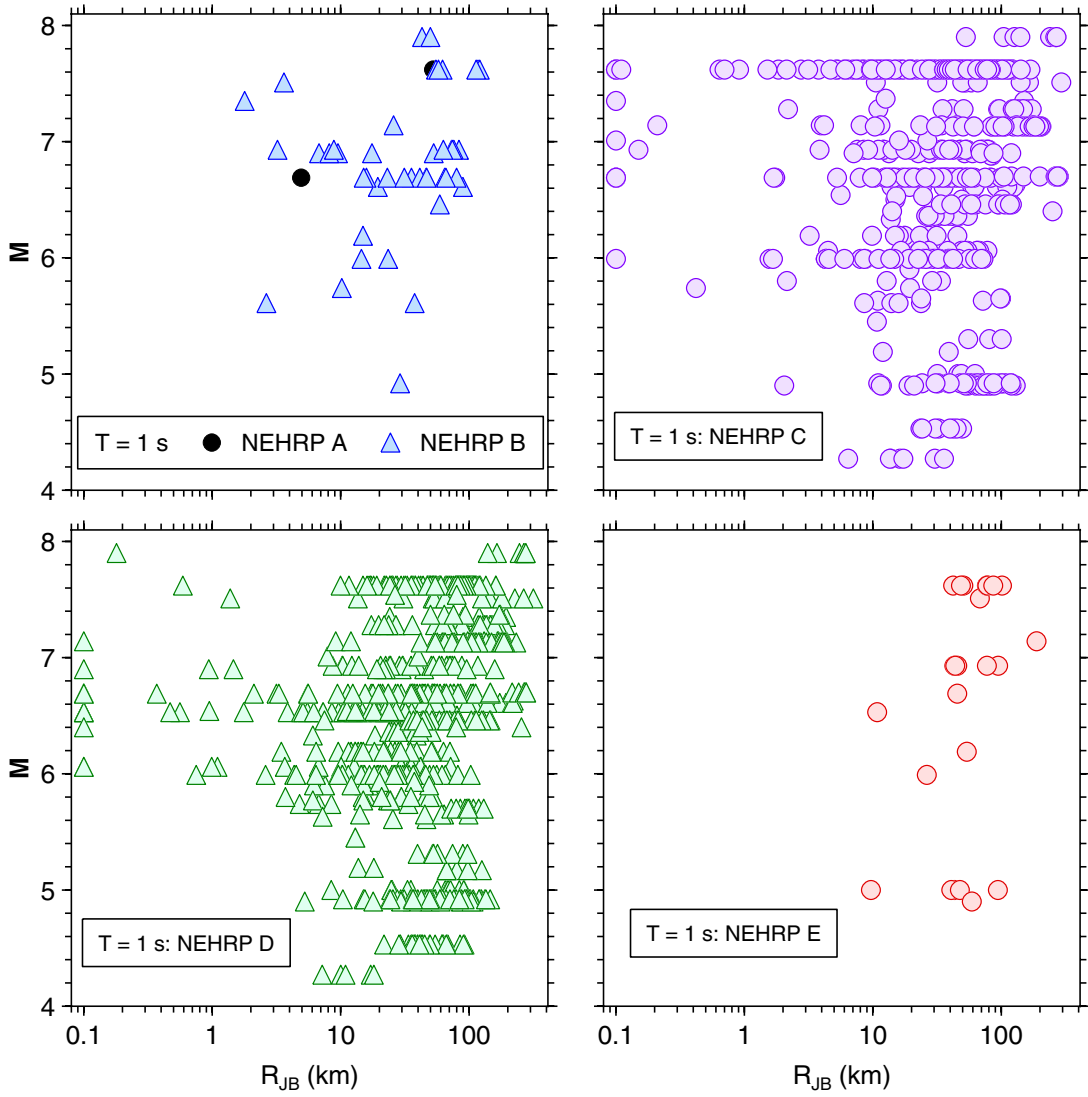 8
7
6
5
4
M
T = 1 s NEHRP A NEHRP B
T = 1 s: NEHRP C
8
7
6
5
4
M
T = 1 s: NEHRP D
T = 1 s: NEHRP E
0.1 1 10 100
R_JB (km)
0.1 1 10 100
R_JB (km)